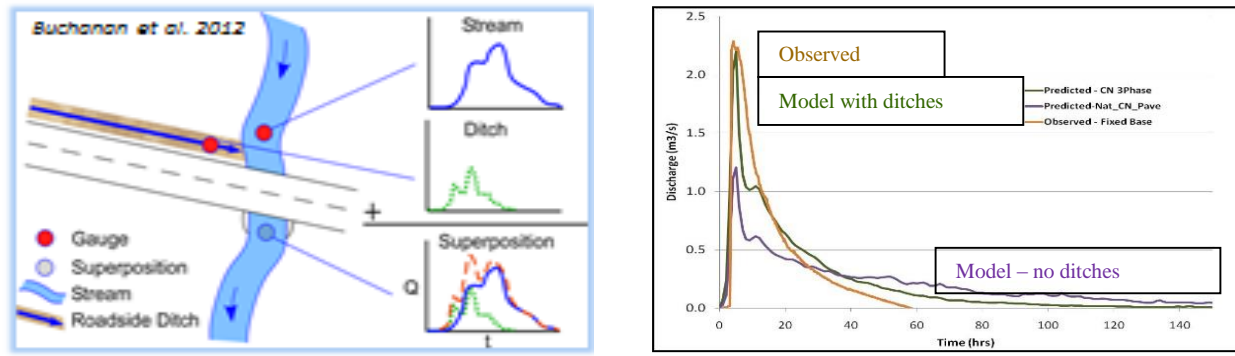 Buchanan et al. 2012
Stream
Ditch
+
Superposition
Q
t
Gauge
Superposition
Stream
Roadside Ditch
Observed
Model with ditches
Model – no ditches
Predicted - CN 3Phase
Predicted-Nat_CN_Pave
Observed - Fixed Base
Discharge (m3/s)
2.5
2.0
1.5
1.0
0.5
0.0
0
20
40
60
80
100
120
140
Time (hrs)